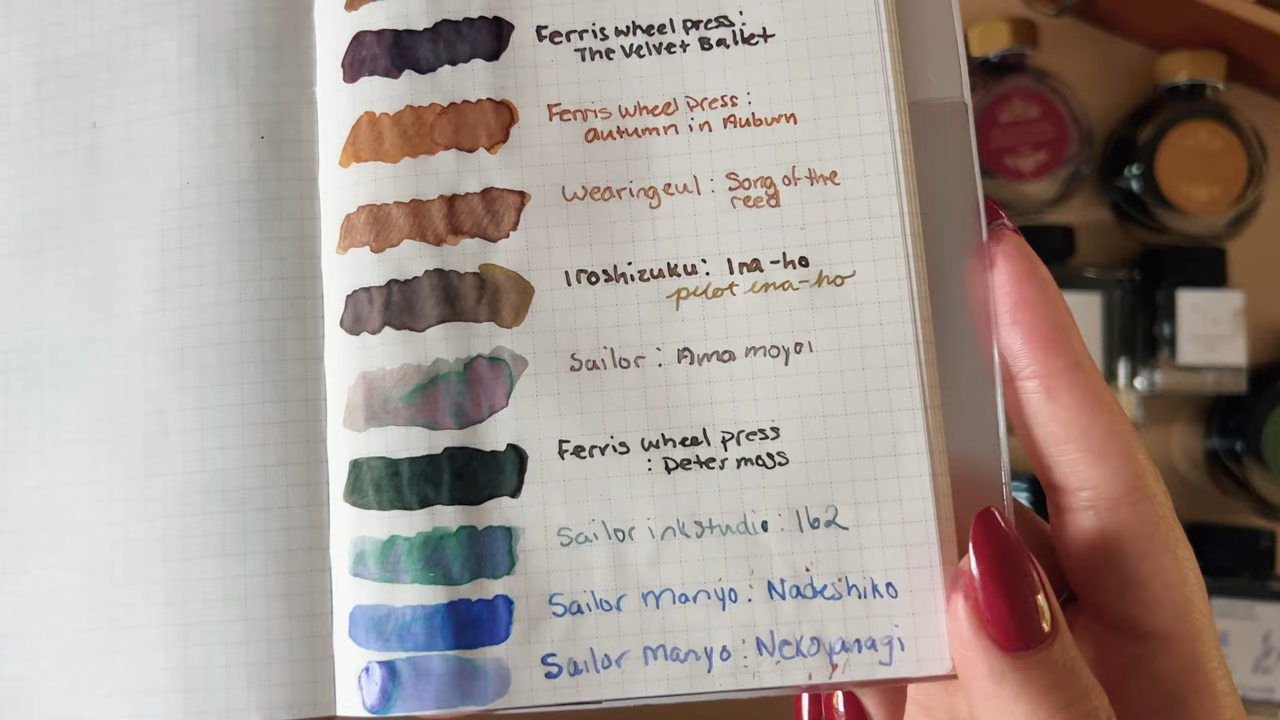 Ferris wheel press:
The Velvet Ballet
Ferris wheel press:
autumn in Auburn
Wearingeul: Song of the
reed
Iroshizuku: Ina-ho
pilot ina-ho
Sailor: Ama moyoi
Ferris wheel press
: Peter moss
Sailor inkstudio: 162
Sailor manyo: Nadeshiko
Sailor manyo: Nekoyanagi